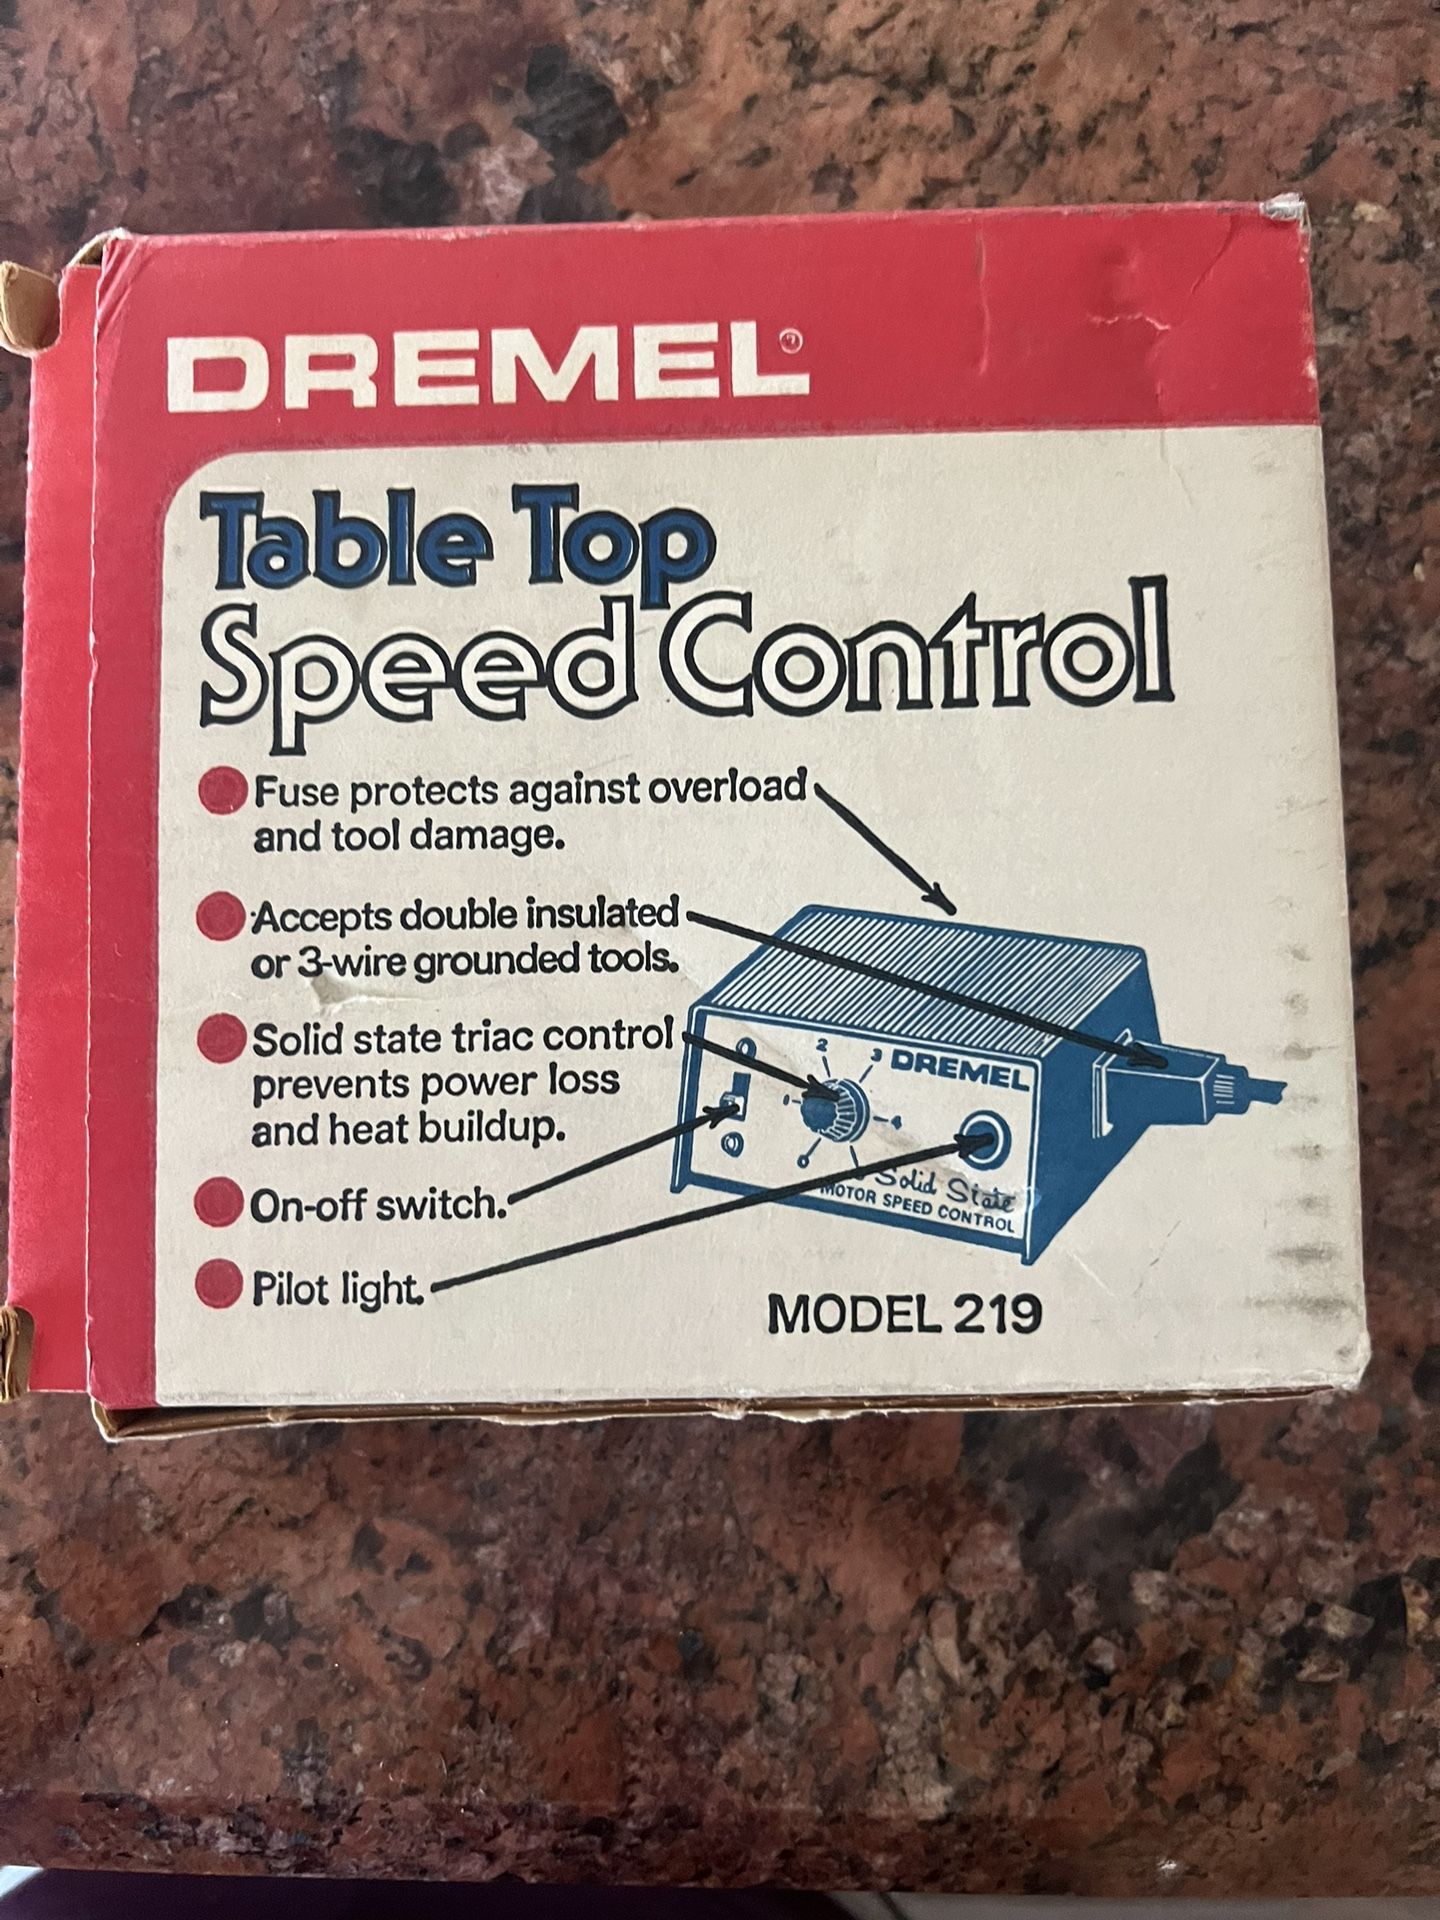 DREMEL®
Table Top
Speed Control
Fuse protects against overload
and tool damage.
Accepts double insulated
or 3-wire grounded tools.
Solid state triac control
prevents power loss
and heat buildup.
On-off switch.
Pilot light.
2
3
DREMEL
4
0
Solid State
MOTOR SPEED CONTROL
MODEL 219